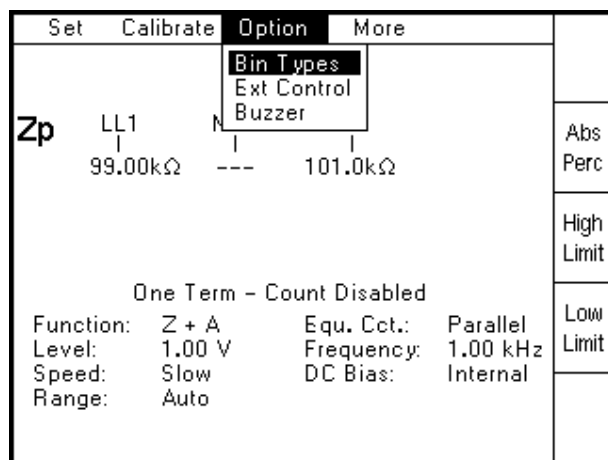 Set Calibrate Option More
Bin Types
Ext Control
Buzzer
Zp LL1
99.00kΩ --- 101.0kΩ
Abs
Perc
High
Limit
Low
Limit
One Term - Count Disabled
Function: Z + A Equ. Cct.: Parallel
Level: 1.00 V Frequency: 1.00 kHz
Speed: Slow DC Bias: Internal
Range: Auto